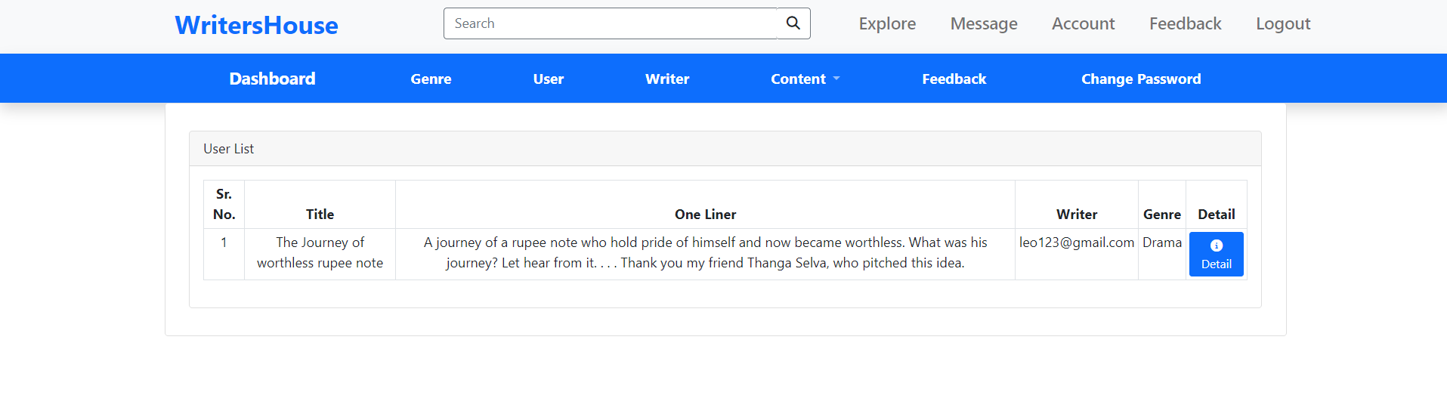 WritersHouse Search Explore Message Account Feedback Logout
Dashboard Genre User Writer Content Feedback Change Password
User List
Sr. No. Title One Liner Writer Genre Detail
1 The Journey of worthless rupee note A journey of a rupee note who hold pride of himself and now became worthless. What was his journey? Let hear from it. . . . Thank you my friend Thanga Selva, who pitched this idea. leo123@gmail.com Drama Detail